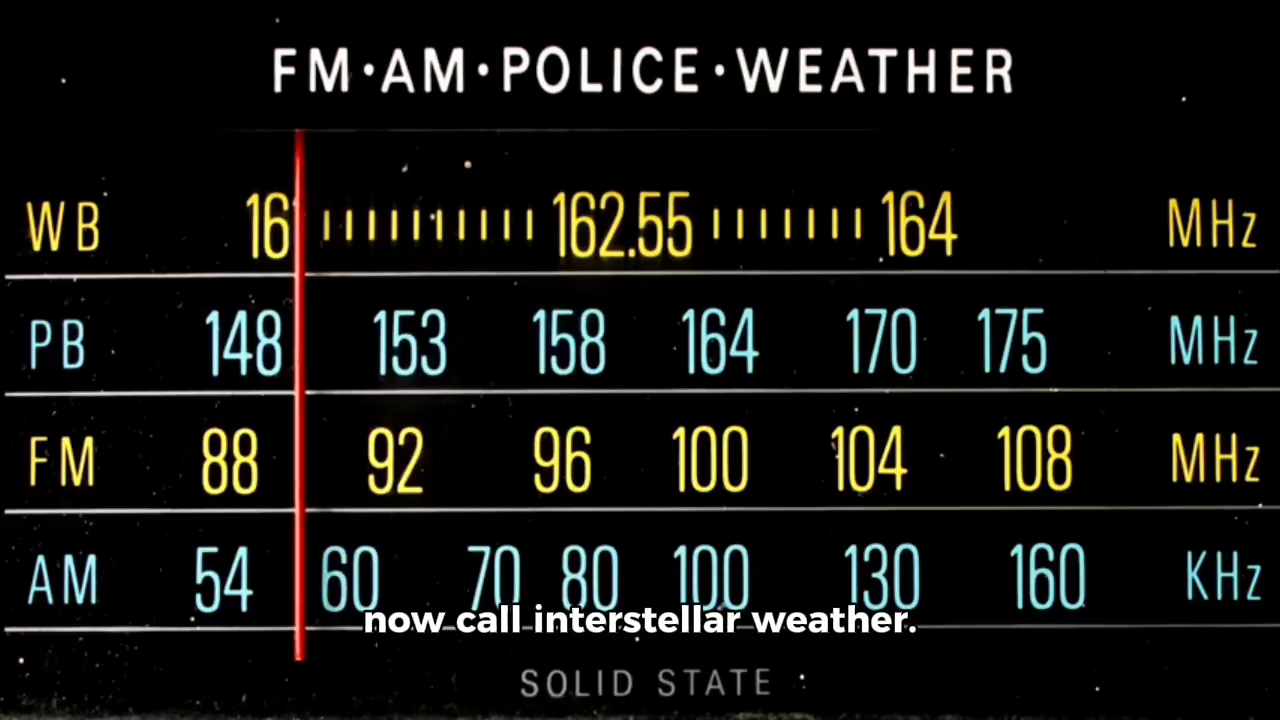 FM·AM·POLICE·WEATHER
WB 16 162.55 164 MHz
PB 148 153 158 164 170 175 MHz
FM 88 92 96 100 104 108 MHz
AM 54 60 70 80 100 130 160 KHz
now call interstellar weather.
SOLID STATE